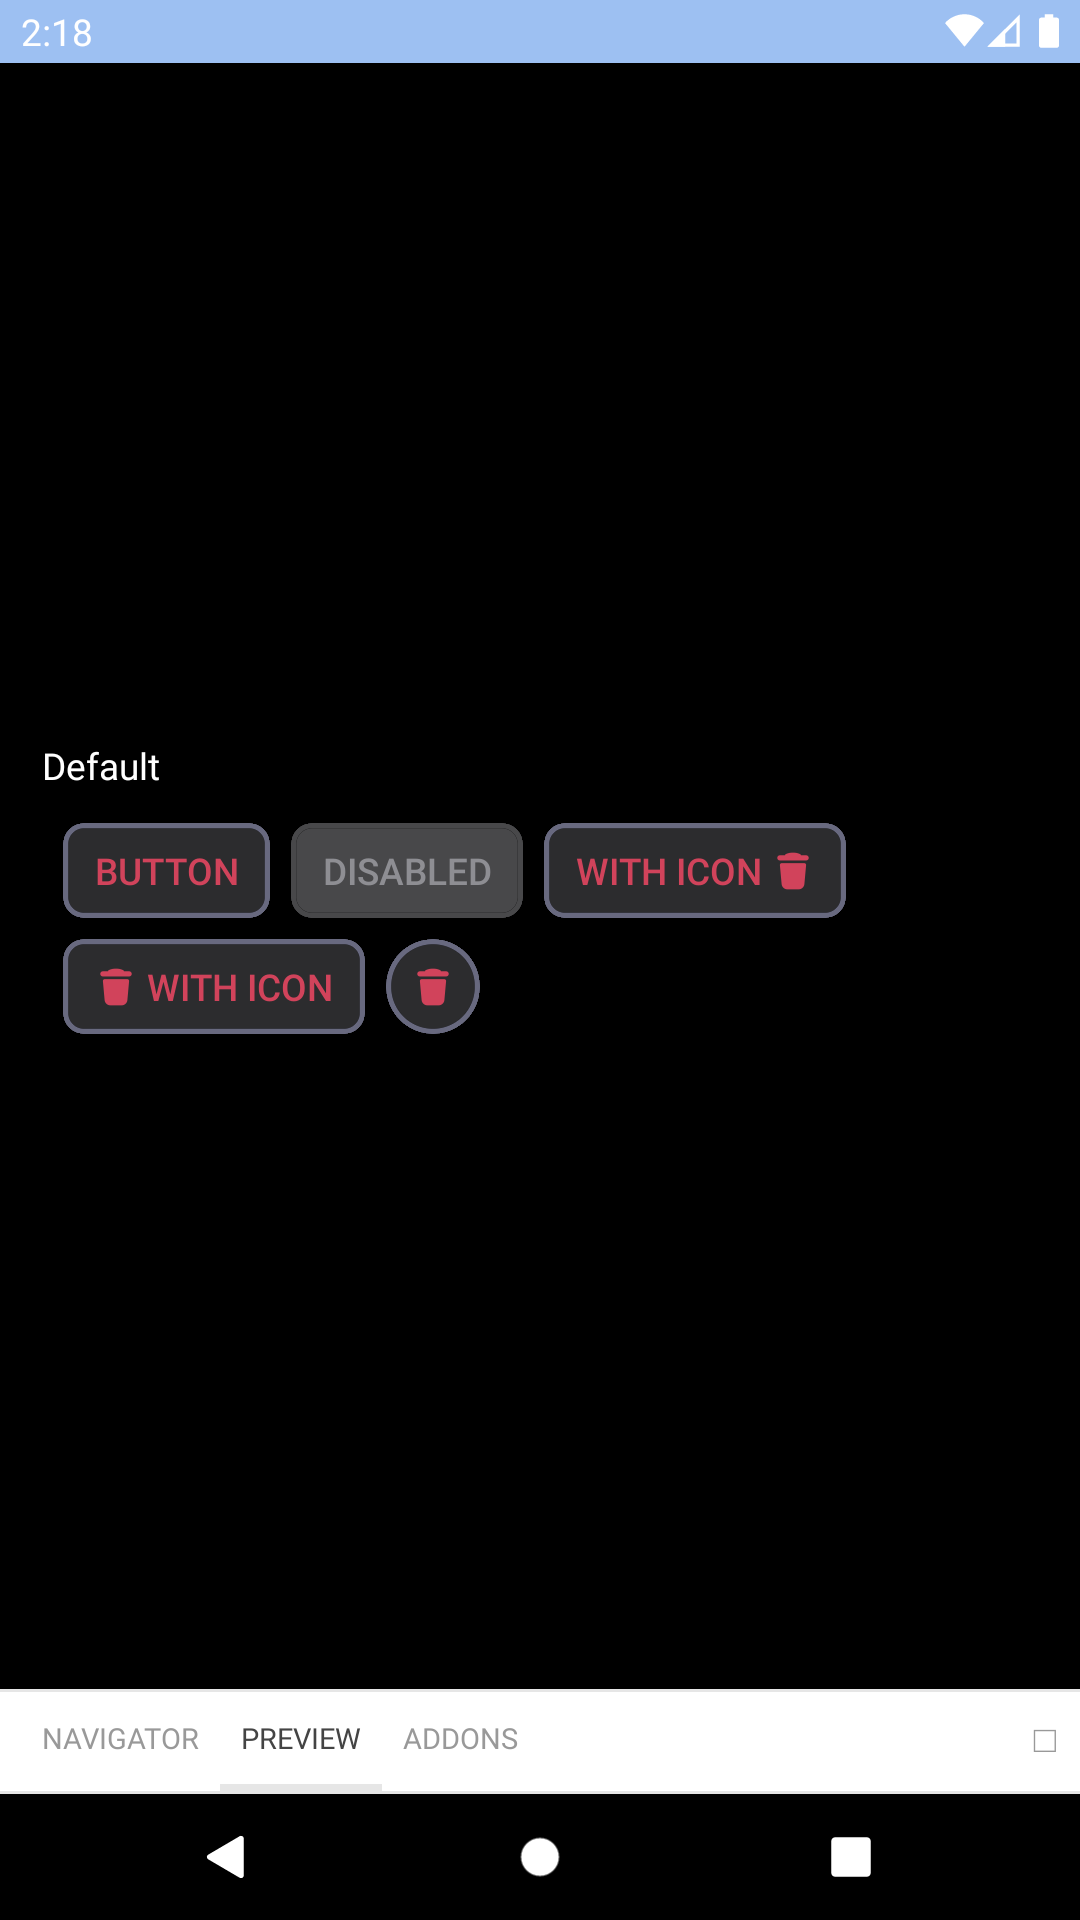 2:18
Default
BUTTON DISABLED WITH ICON
WITH ICON
NAVIGATOR PREVIEW ADDONS